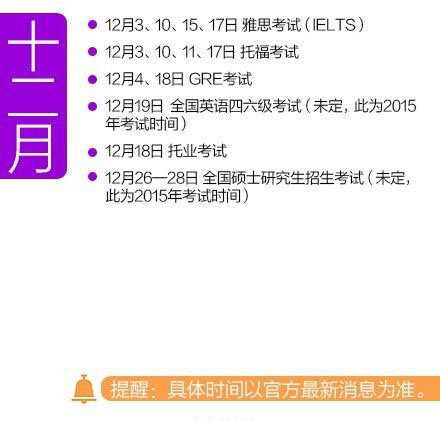 十二月
12月3、10、15、17日 雅思考试（IELTS）
12月3、10、11、17日 托福考试
12月4、18日 GRE考试
12月19日 全国英语四六级考试（未定，此为2015
年考试时间）
12月18日 托业考试
12月26—28日 全国硕士研究生招生考试（未定，
此为2015年考试时间）
提醒：具体时间以官方最新消息为准。